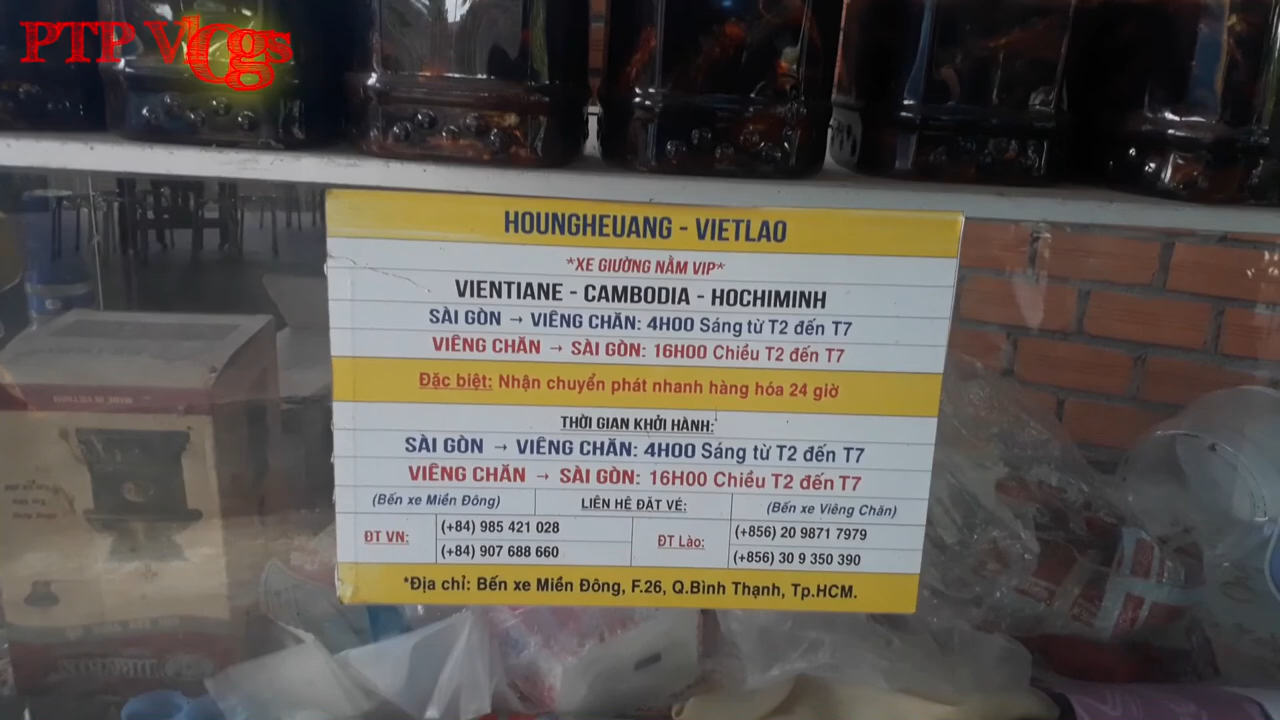 PTP Vlogs
HOUNGHEUANG - VIETLAO
*XE GIƯỜNG NẰM VIP*
VIENTIANE - CAMBODIA - HOCHIMINH
SÀI GÒN → VIÊNG CHĂN: 4H00 Sáng từ T2 đến T7
VIÊNG CHĂN → SÀI GÒN: 16H00 Chiều T2 đến T7
Đặc biệt: Nhận chuyển phát nhanh hàng hóa 24 giờ
THỜI GIAN KHỞI HÀNH:
SÀI GÒN → VIÊNG CHĂN: 4H00 Sáng từ T2 đến T7
VIÊNG CHĂN → SÀI GÒN: 16H00 Chiều T2 đến T7
(Bến xe Miền Đông) LIÊN HỆ ĐẶT VÉ: (Bến xe Viêng Chăn)
ĐT VN: (+84) 985 421 028
(+84) 907 688 660
ĐT Lào: (+856) 20 9871 7979
(+856) 30 9 350 390
*Địa chỉ: Bến xe Miền Đông, F.26, Q.Bình Thạnh, Tp.HCM.
MADE IN VIETNAM